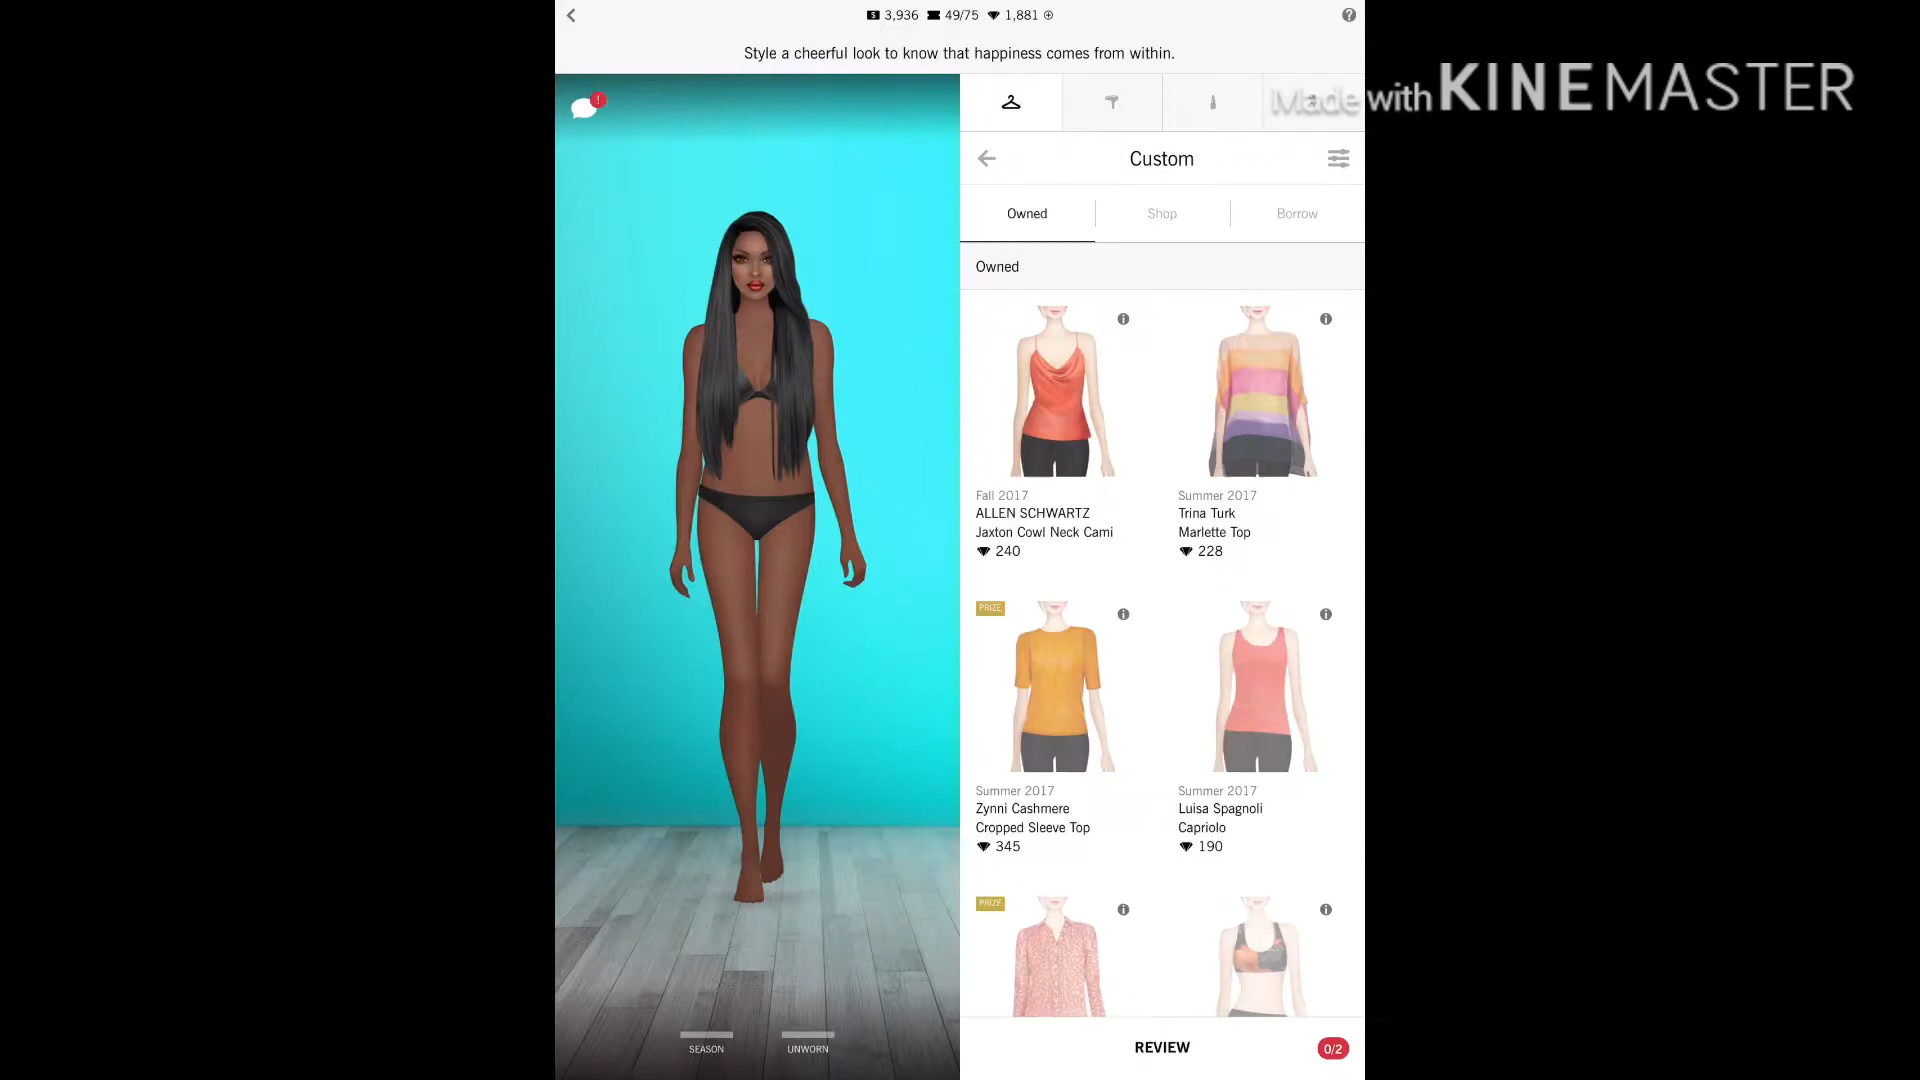 3,936 49/75 1,881
Style a cheerful look to know that happiness comes from within.
Made with KINEMASTER
Custom
Owned Shop Borrow
Owned
Fall 2017
ALLEN SCHWARTZ
Jaxton Cowl Neck Cami
240
Summer 2017
Trina Turk
Marlette Top
228
PRIZE
Summer 2017
Zynni Cashmere
Cropped Sleeve Top
345
Summer 2017
Luisa Spagnoli
Capriolo
190
PRIZE
SEASON UNWORN
REVIEW 0/2